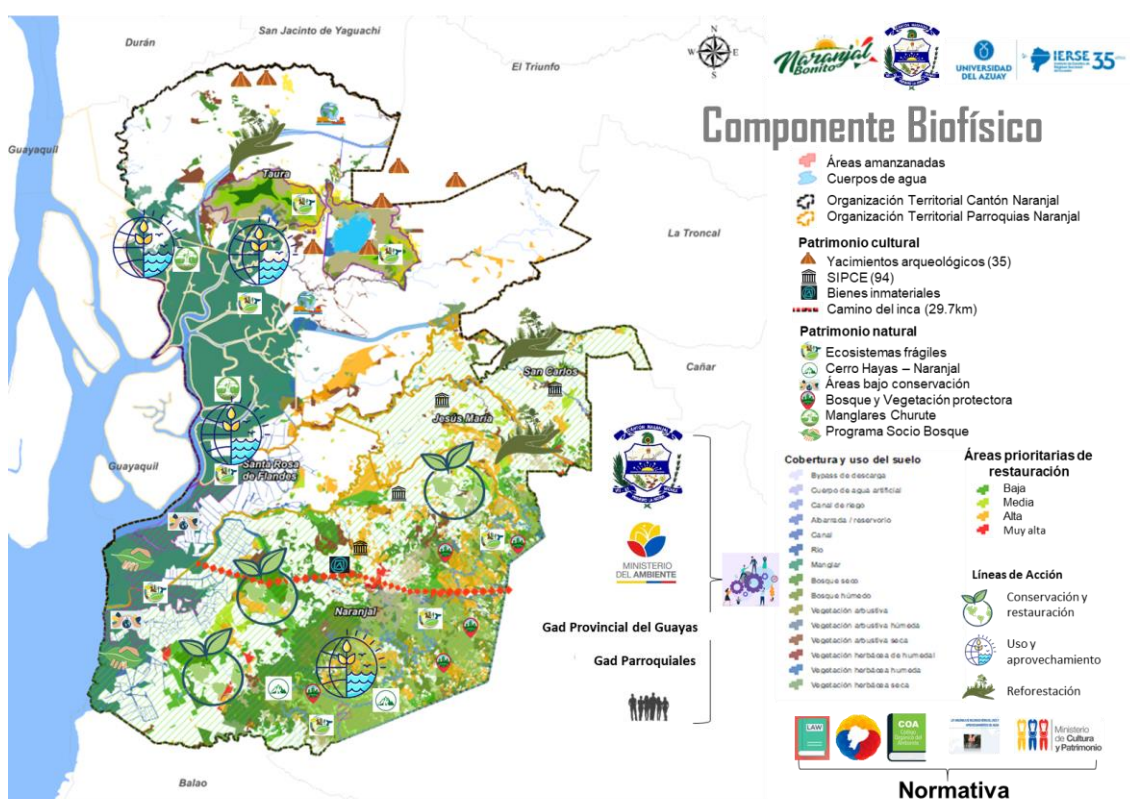 San Jacinto de Yaguachi
Durán
El Triunfo
N
W
E
S
Naranjal
Bonito
UNIVERSIDAD
DEL AZUAY
IERSE 35
Componente Biofísico
Guayaquil
Taura
La Troncal
Áreas amanzanadas
Cuerpos de agua
Organización Territorial Cantón Naranjal
Organización Territorial Parroquias Naranjal
Patrimonio cultural
Yacimientos arqueológicos (35)
SIPCE (94)
Bienes inmateriales
Camino del inca (29.7km)
Patrimonio natural
Ecosistemas frágiles
Cerro Hayas – Naranjal
Áreas bajo conservación
Bosque y Vegetación protectora
Manglares Churute
Programa Socio Bosque
San Carlos
Cañar
Jesús María
Guayaquil
Santa Rosa
de Flandes
Naranjal
Balao
MINISTERIO
DEL AMBIENTE
Gad Provincial del Guayas
Gad Parroquiales
Cobertura y uso del suelo
Bypass de descarga
Cuerpo de agua artificial
Canal de riego
Albarrada / reservorio
Canal
Río
Manglar
Bosque seco
Bosque húmedo
Vegetación arbustiva
Vegetación arbustiva húmeda
Vegetación arbustiva seca
Vegetación herbácea de humedal
Vegetación herbácea humeda
Vegetación herbácea seca
Áreas prioritarias de
restauración
Baja
Media
Alta
Muy alta
Líneas de Acción
Conservación y
restauración
Uso y
aprovechamiento
Reforestación
LAW
COA
Ministerio
de Cultura
y Patrimonio
Normativa